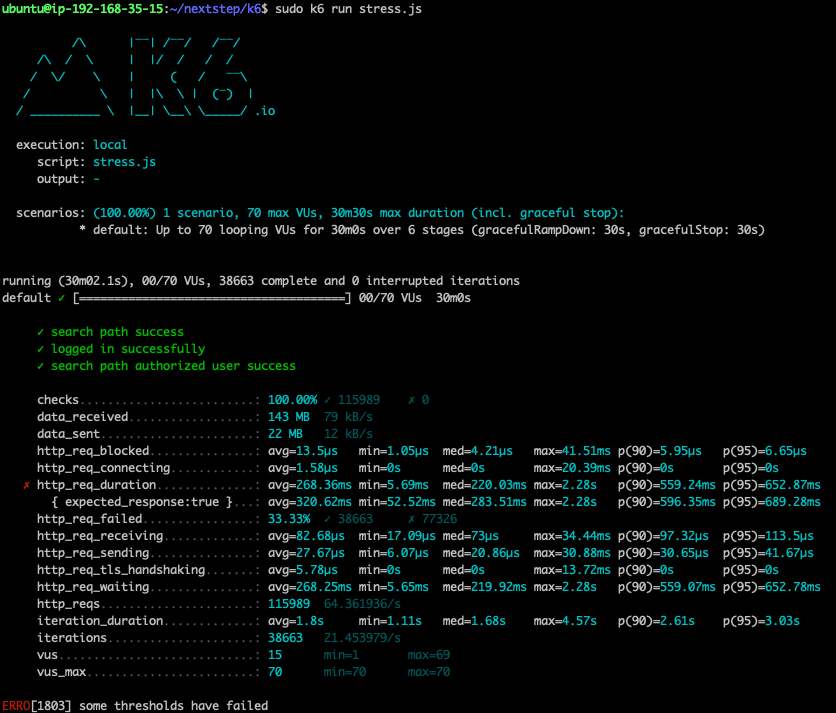 ubuntu@ip-192-168-35-15:~/nextstep/k6$ sudo k6 run stress.js
          /\      |‾‾| /‾‾/   /‾‾/
     /\  /  \     |  |/  /   /  /
    /  \/    \    |     (   /   ‾‾\
   /          \   |  |\  \ |  (‾)  |
  / __________ \  |__| \__\ \_____/ .io
execution: local
script: stress.js
output: -
scenarios: (100.00%) 1 scenario, 70 max VUs, 30m30s max duration (incl. graceful stop):
* default: Up to 70 looping VUs for 30m0s over 6 stages (gracefulRampDown: 30s, gracefulStop: 30s)
running (30m02.1s), 00/70 VUs, 38663 complete and 0 interrupted iterations
default ✓ [======================================] 00/70 VUs  30m0s
✓ search path success
✓ logged in successfully
✓ search path authorized user success
checks.........................: 100.00% ✓ 115989    ✗ 0
data_received..................: 143 MB  79 kB/s
data_sent......................: 22 MB   12 kB/s
http_req_blocked...............: avg=13.5µs   min=1.05µs  med=4.21µs   max=41.51ms p(90)=5.95µs   p(95)=6.65µs
http_req_connecting............: avg=1.58µs   min=0s      med=0s       max=20.39ms p(90)=0s       p(95)=0s
✗ http_req_duration..............: avg=268.36ms min=5.69ms  med=220.03ms max=2.28s   p(90)=559.24ms p(95)=652.87ms
{ expected_response:true }...: avg=320.62ms min=52.52ms med=283.51ms max=2.28s   p(90)=596.35ms p(95)=689.28ms
http_req_failed................: 33.33%  ✓ 38663     ✗ 77326
http_req_receiving.............: avg=82.68µs  min=17.09µs med=73µs     max=34.44ms p(90)=97.32µs  p(95)=113.5µs
http_req_sending...............: avg=27.67µs  min=6.07µs  med=20.86µs  max=30.88ms p(90)=30.65µs  p(95)=41.67µs
http_req_tls_handshaking.......: avg=5.78µs   min=0s      med=0s       max=13.72ms p(90)=0s       p(95)=0s
http_req_waiting...............: avg=268.25ms min=5.65ms  med=219.92ms max=2.28s   p(90)=559.07ms p(95)=652.78ms
http_reqs......................: 115989  64.361936/s
iteration_duration.............: avg=1.8s     min=1.11s   med=1.68s    max=4.57s   p(90)=2.61s    p(95)=3.03s
iterations.....................: 38663   21.453979/s
vus............................: 15      min=1       max=69
vus_max........................: 70      min=70      max=70
ERRO[1803] some thresholds have failed